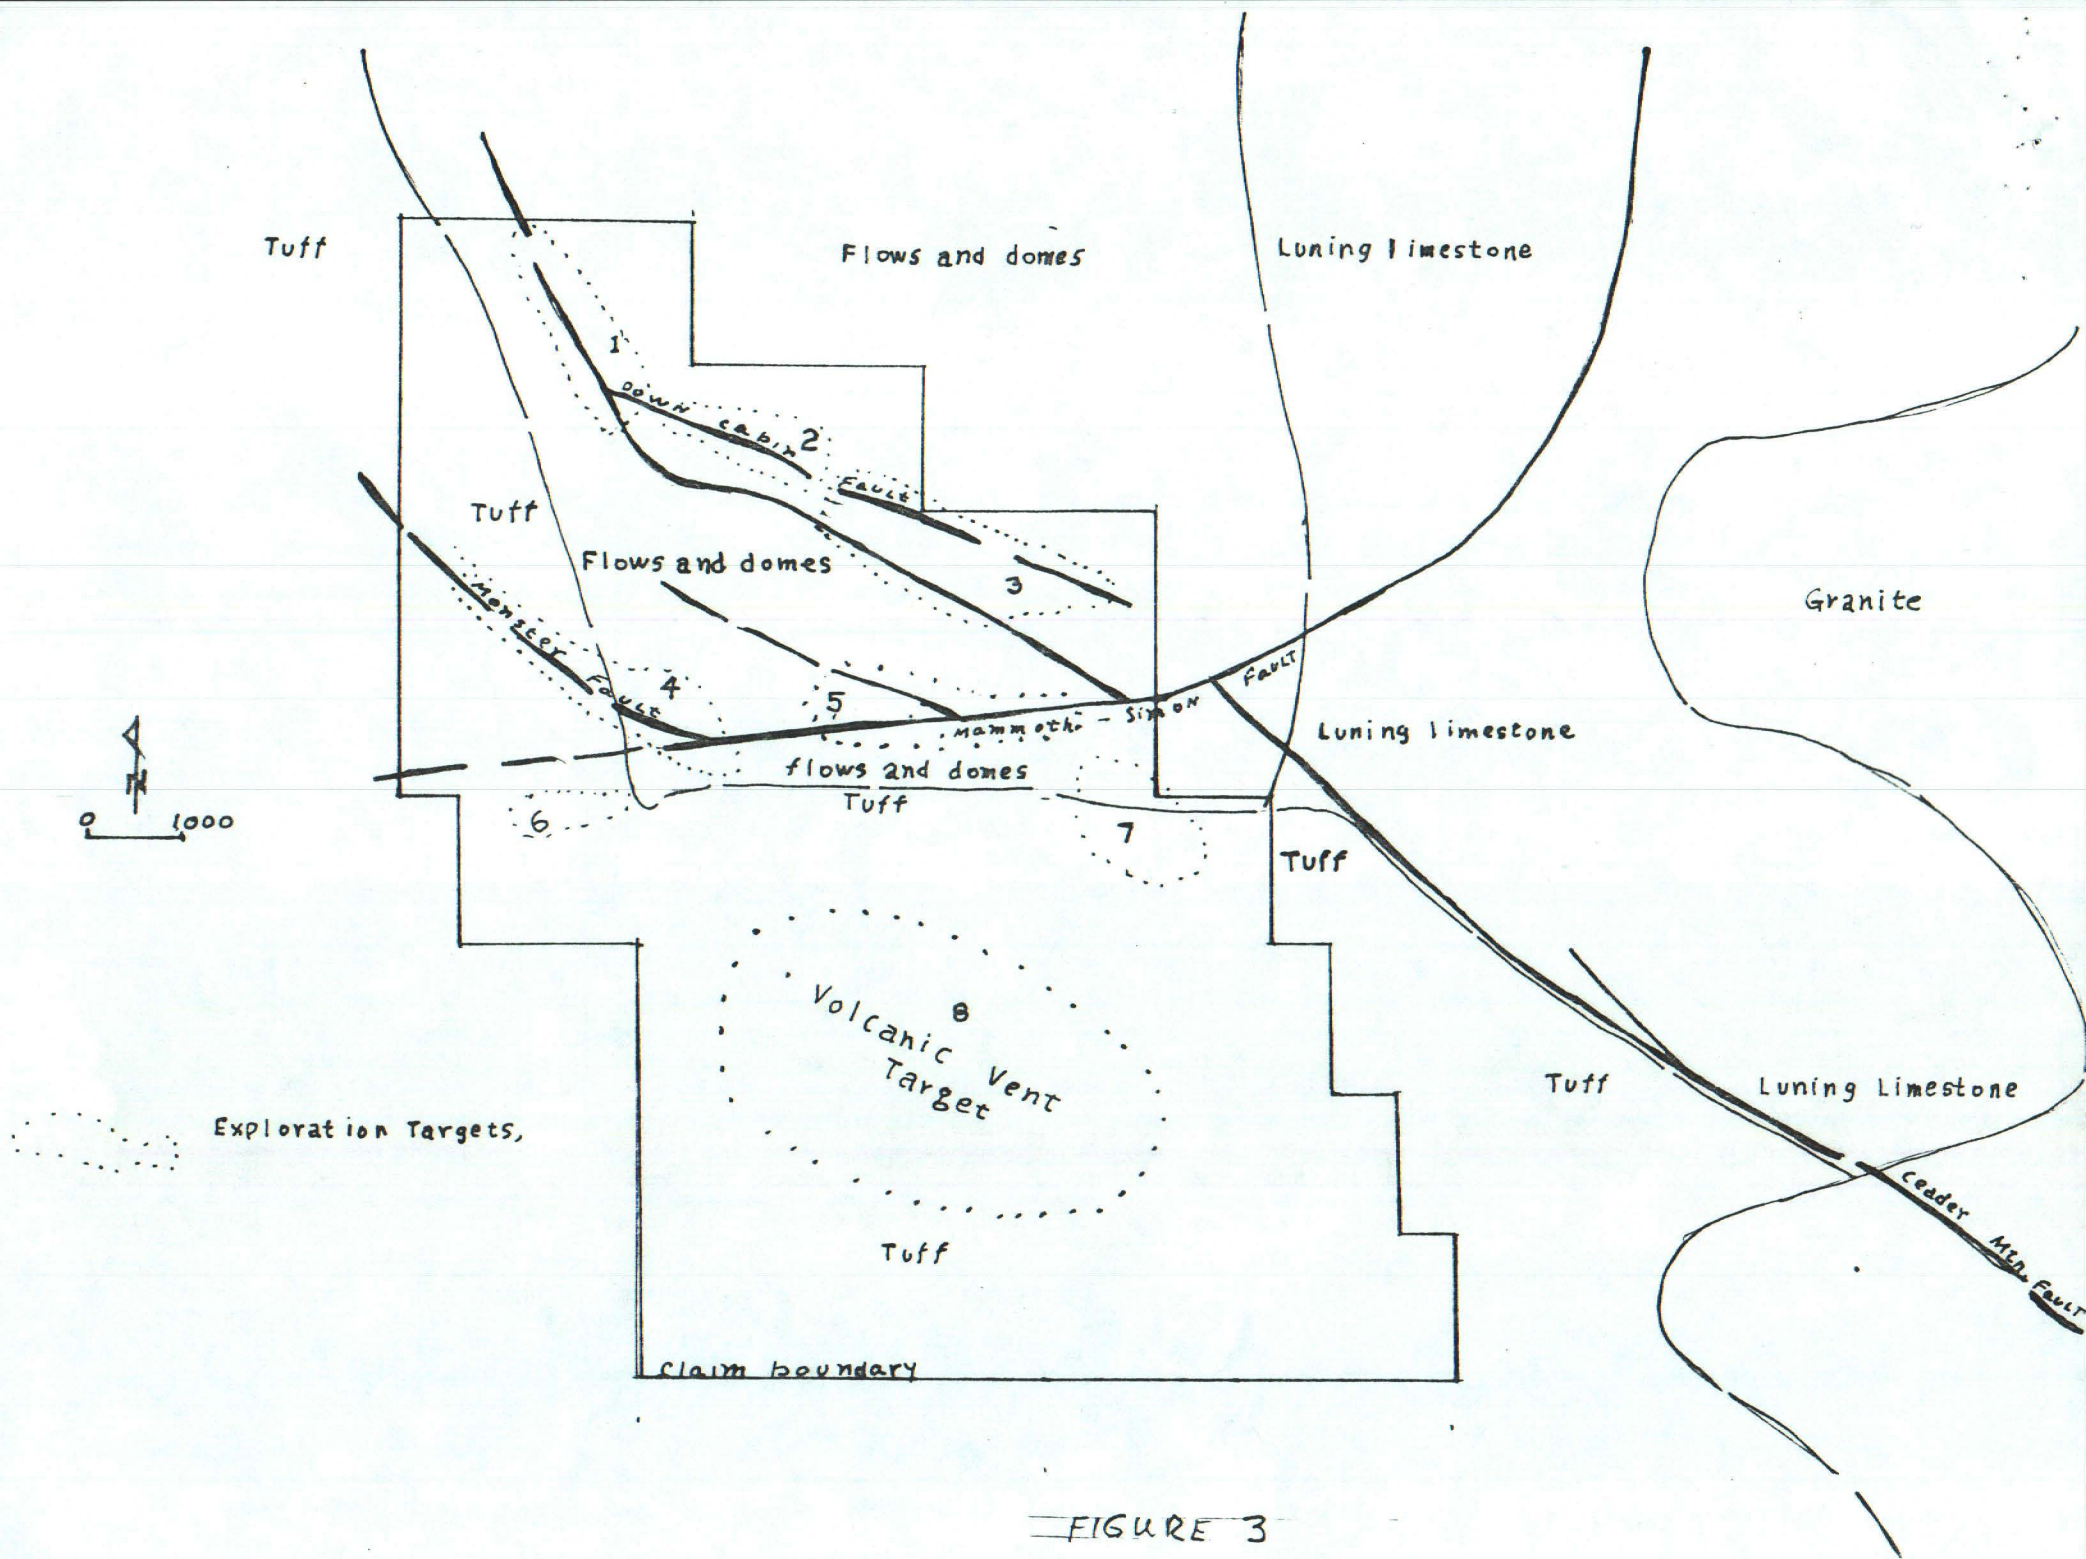 Tuff
Flows and domes
Luning limestone
1
Down cabin Fault
2
Tuff
Flows and domes
3
Granite
Monster Fault
4
5
Mammoth - Simon Fault
Luning limestone
flows and domes
Tuff
N
0 1000
6
7
Tuff
8
Volcanic Vent
Target
Tuff
Luning Limestone
Exploration Targets,
Ceader Mtn. Fault
Tuff
Claim boundary
FIGURE 3